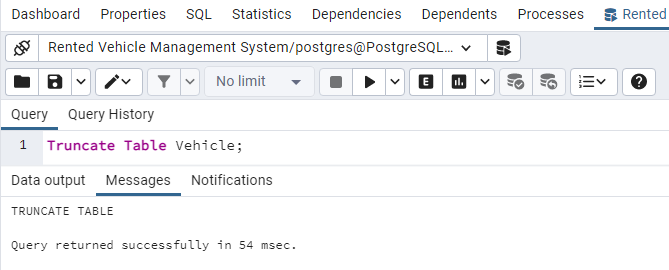 Dashboard Properties SQL Statistics Dependencies Dependents Processes Rented
Rented Vehicle Management System/postgres@PostgreSQL...
No limit E
Query Query History
1 Truncate Table Vehicle;
Data output Messages Notifications
TRUNCATE TABLE
Query returned successfully in 54 msec.